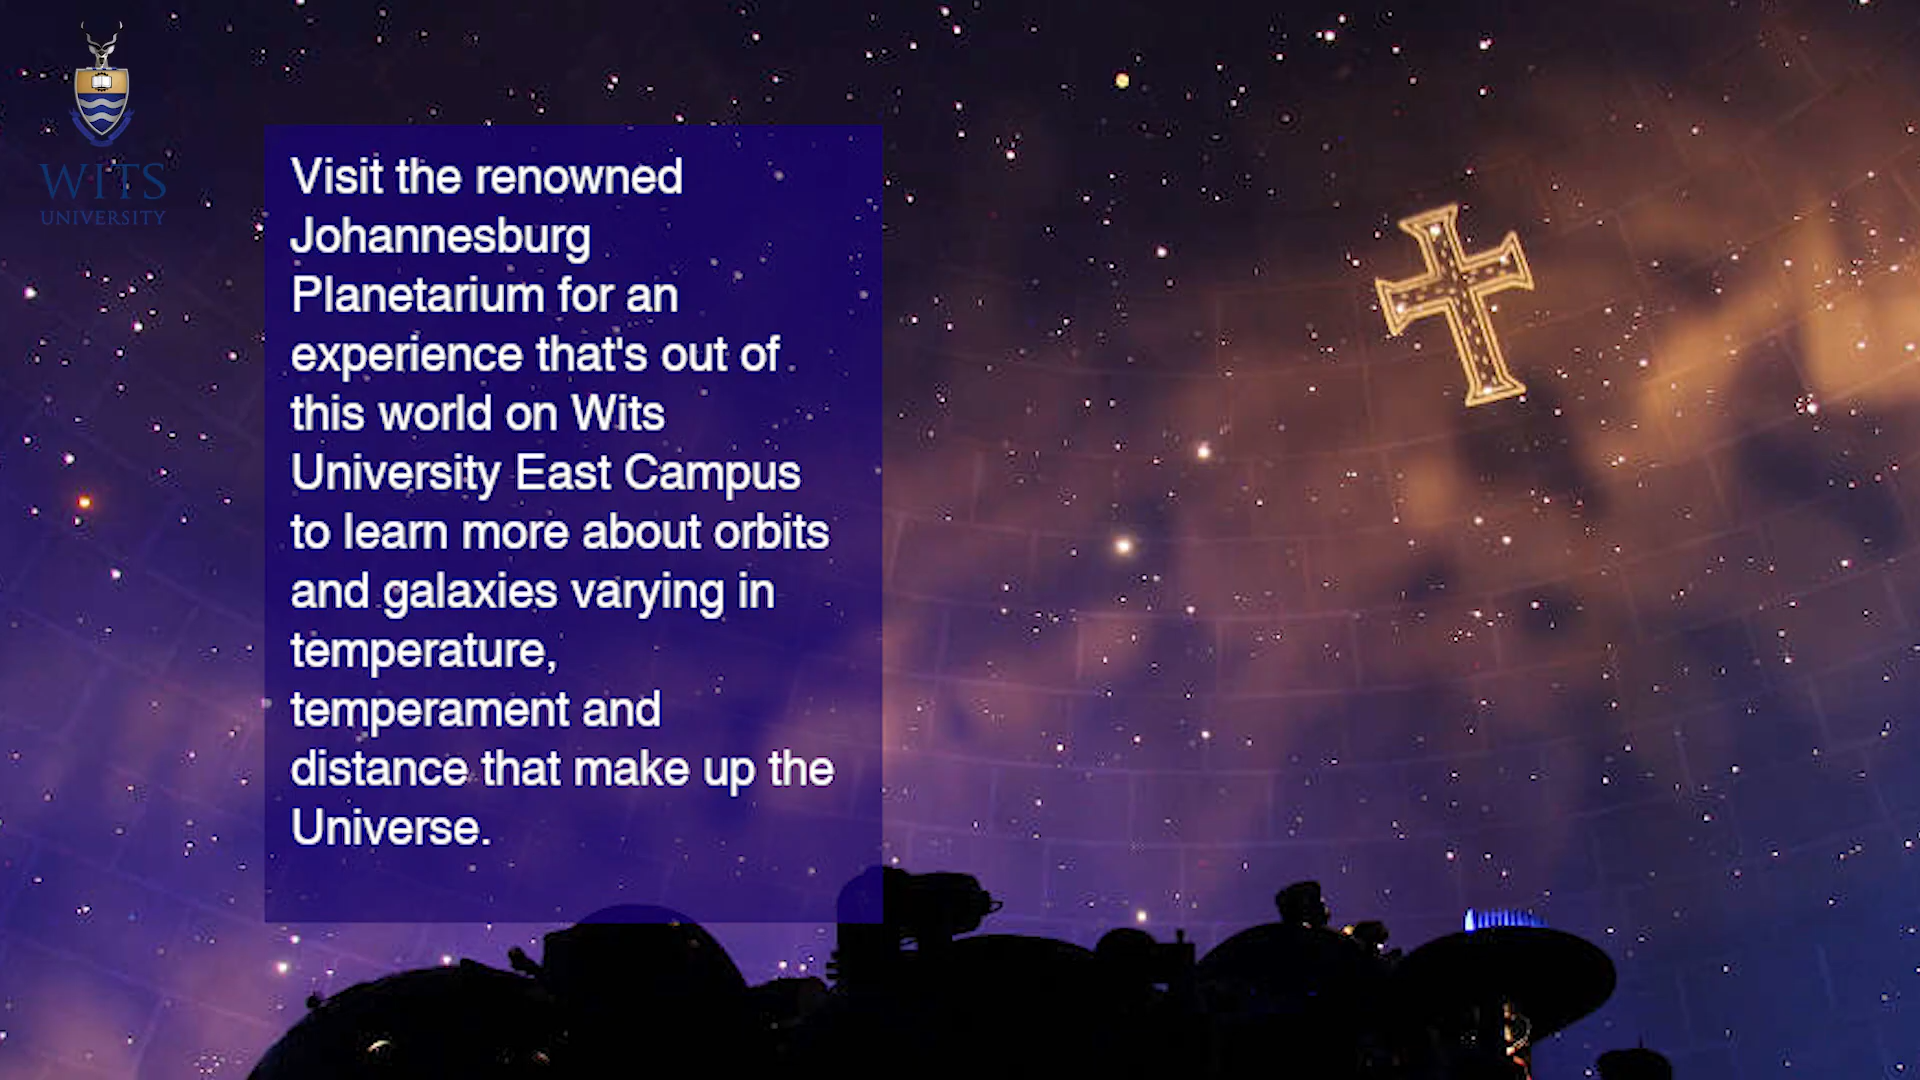 WITS
UNIVERSITY
Visit the renowned
Johannesburg
Planetarium for an
experience that's out of
this world on Wits
University East Campus
to learn more about orbits
and galaxies varying in
temperature,
temperament and
distance that make up the
Universe.